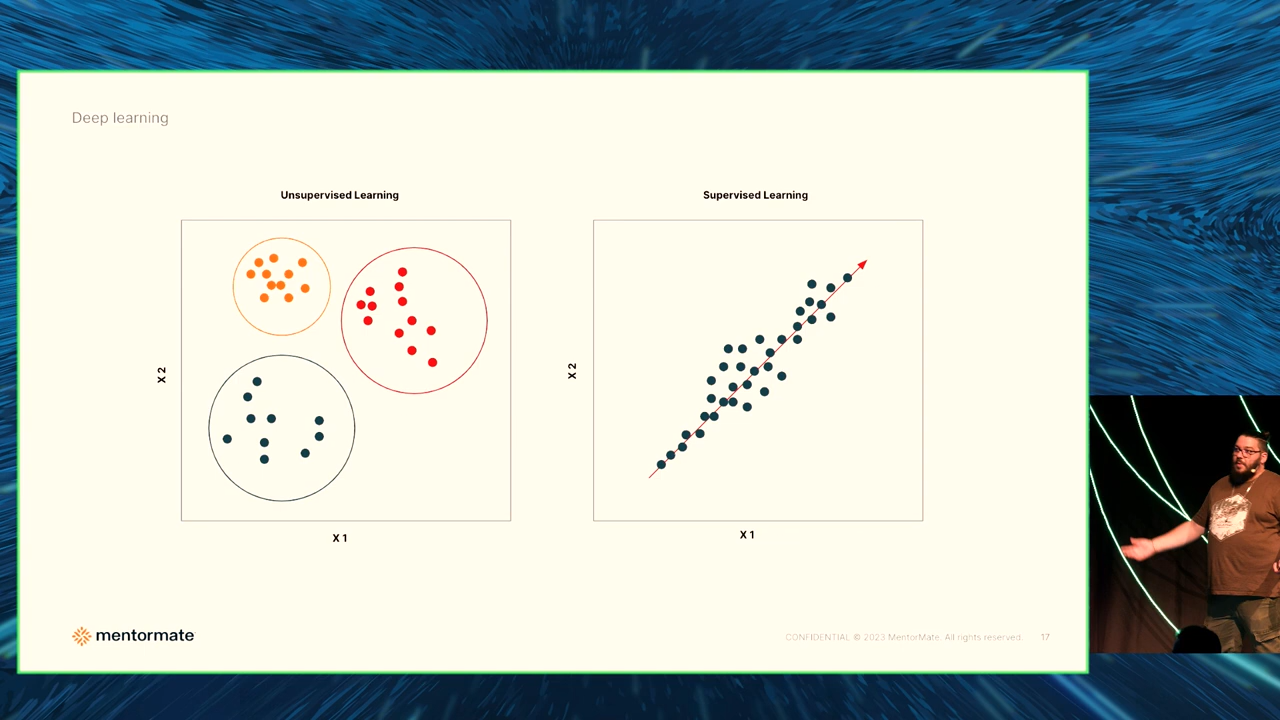 Deep learning
Unsupervised Learning
Supervised Learning
X 2
X 2
X 1
X 1
mentormate
CONFIDENTIAL © 2023 MentorMate. All rights reserved.
17